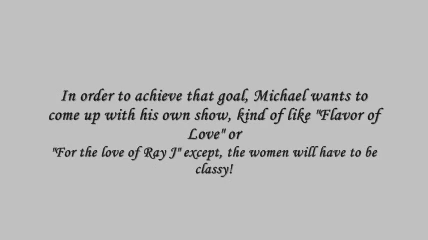 In order to achieve that goal, Michael wants to
come up with his own show, kind of like "Flavor of
Love" or
"For the love of Ray J" except, the women will have to be
classy!